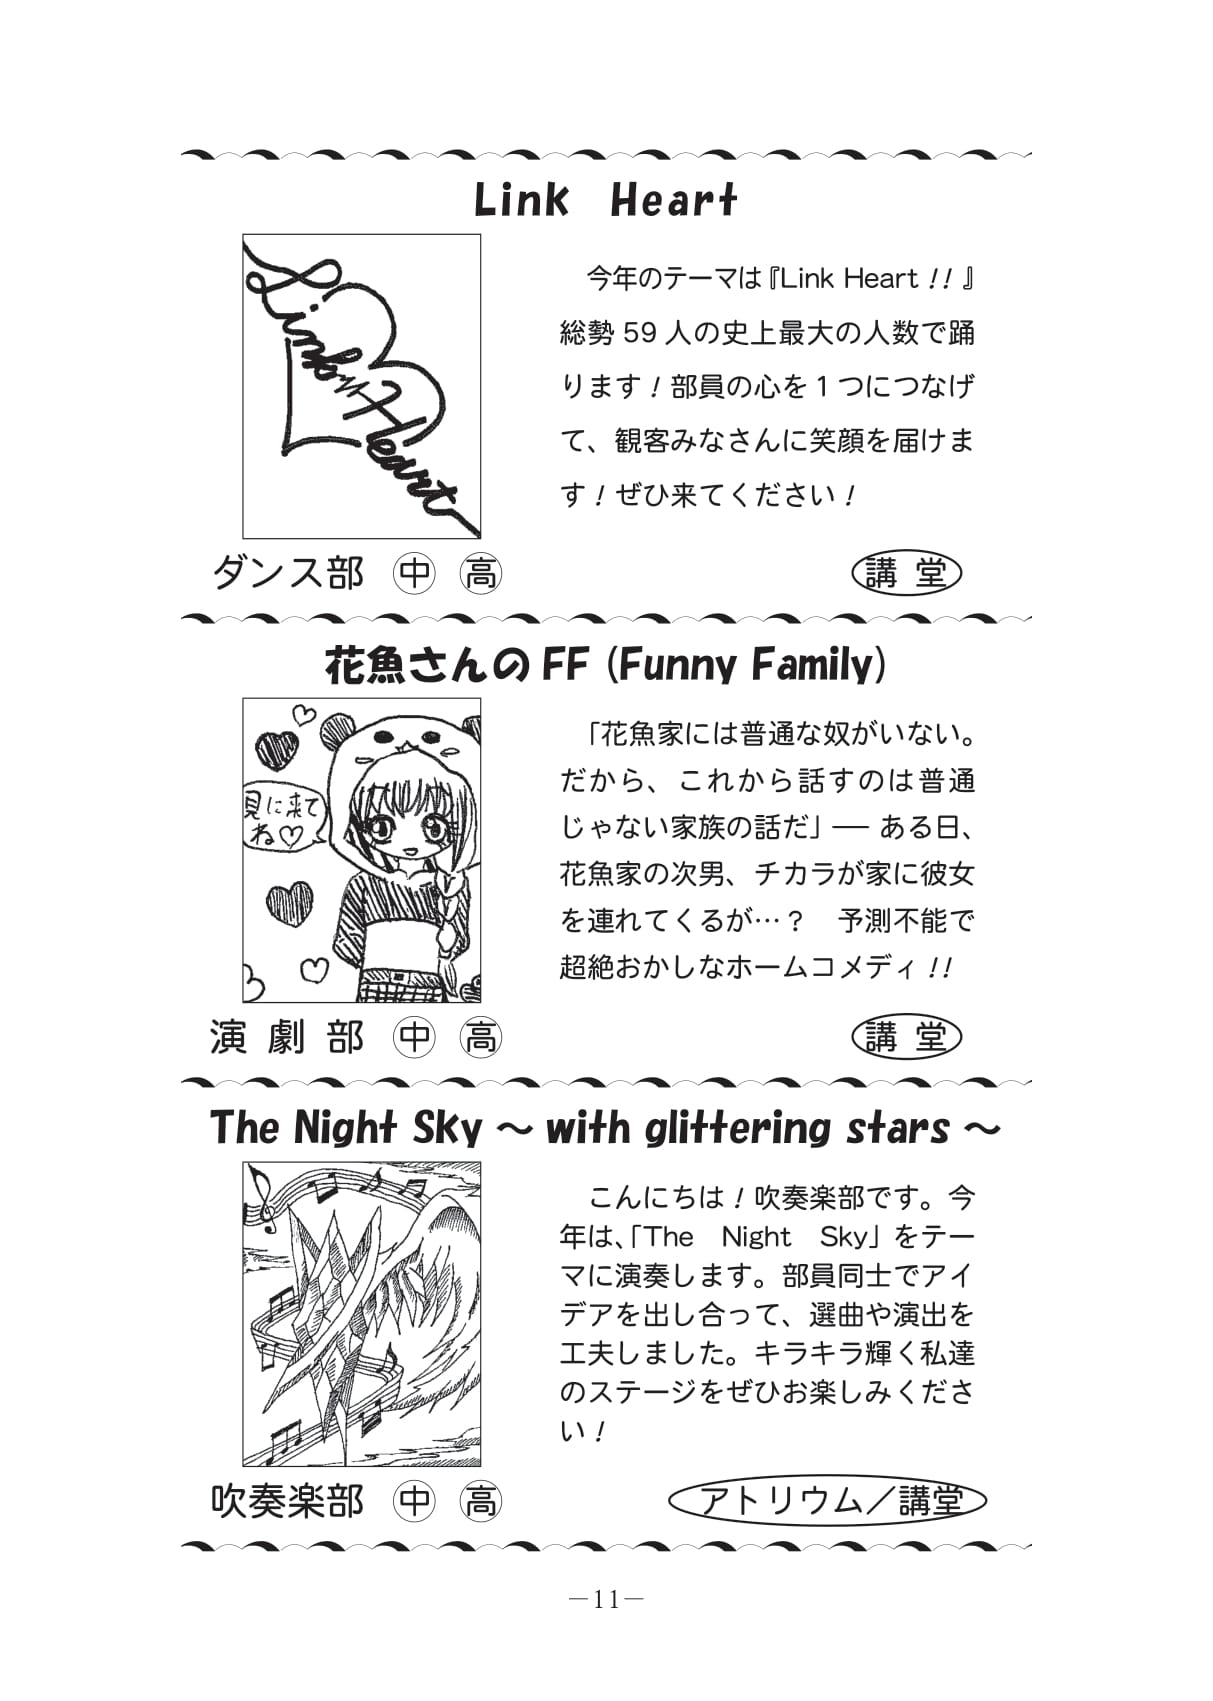 Link　Heart
Link Heart
今年のテーマは『Link Heart！！』
総勢59人の史上最大の人数で踊
ります！部員の心を1つにつなげ
て、観客みなさんに笑顔を届けま
す！ぜひ来てください！
ダンス部　中　高
講堂
花魚さんのFF (Funny Family)
見に来て
ね♡
「花魚家には普通な奴がいない。
だから、これから話すのは普通
じゃない家族の話だ」── ある日、
花魚家の次男、チカラが家に彼女
を連れてくるが…？　予測不能で
超絶おかしなホームコメディ！！
演劇部　中　高
講堂
The Night Sky ～ with glittering stars ～
こんにちは！吹奏楽部です。今
年は、「The　Night　Sky」をテー
マに演奏します。部員同士でアイ
デアを出し合って、選曲や演出を
工夫しました。キラキラ輝く私達
のステージをぜひお楽しみくださ
い！
吹奏楽部　中　高
アトリウム／講堂
－11－